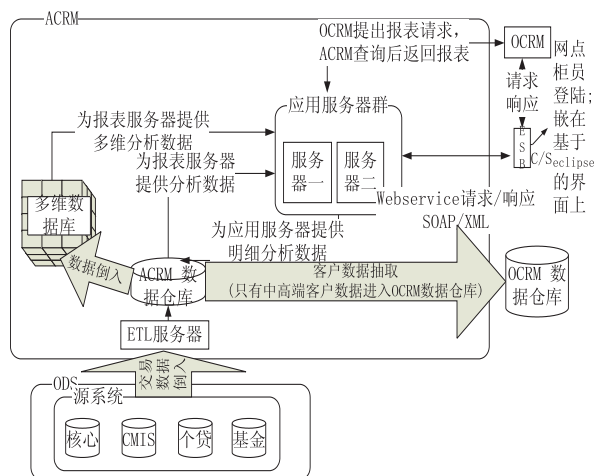 ACRM
OCRM提出报表请求,
ACRM查询后返回报表
OCRM
网点
柜员
登陆;
嵌在
基于
C/Seclipse
的界
面上
请求
响应
ESB
应用服务器群
服务
器一
服务
器二
为报表服务器提供
多维分析数据
为报表服务器
提供分析数据
Webservice请求/响应
SOAP/XML
多维数
据库
为应用服务器提供
明细分析数据
数据倒入
ACRM 数
据仓库
客户数据抽取
(只有中高端客户数据进入OCRM数据仓库)
OCRM 数
据仓库
ETL服务器
交易
数据
倒入
ODS
源系统
核心
CMIS
个贷
基金